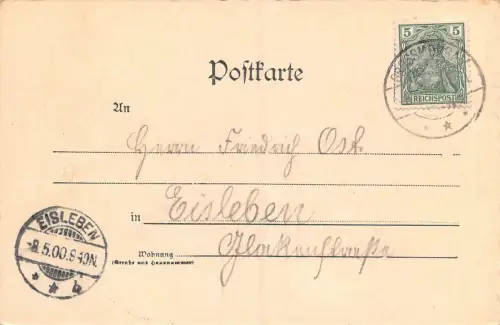 5 5
REICHSPOST
Postkarte
An
Herrn Friedrich Ost.
in Eisleben
EISLEBEN
-8.5.00.8-9N.
* * b
Wohnung
(Straße und Hausnummer)